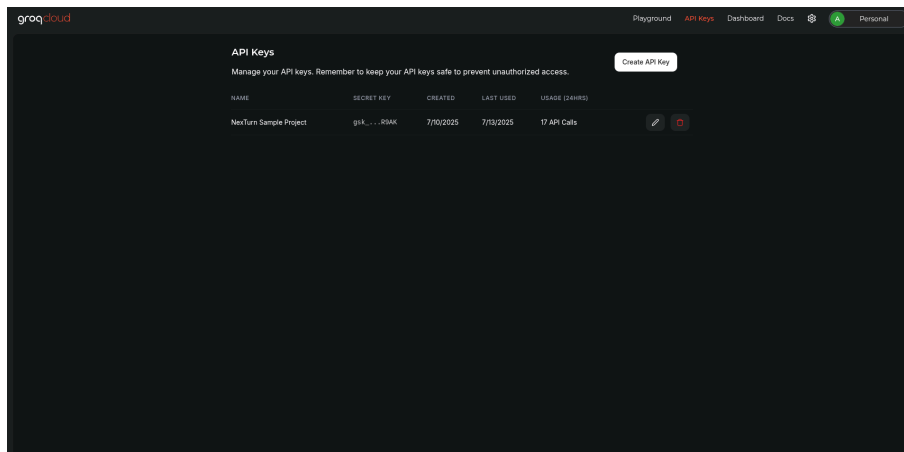 groqcloud
Playground API Keys Dashboard Docs A Personal
API Keys
Manage your API keys. Remember to keep your API keys safe to prevent unauthorized access.
Create API Key
NAME SECRET KEY CREATED LAST USED USAGE (24HRS)
NexTurn Sample Project gsk_...R9AK 7/10/2025 7/13/2025 17 API Calls